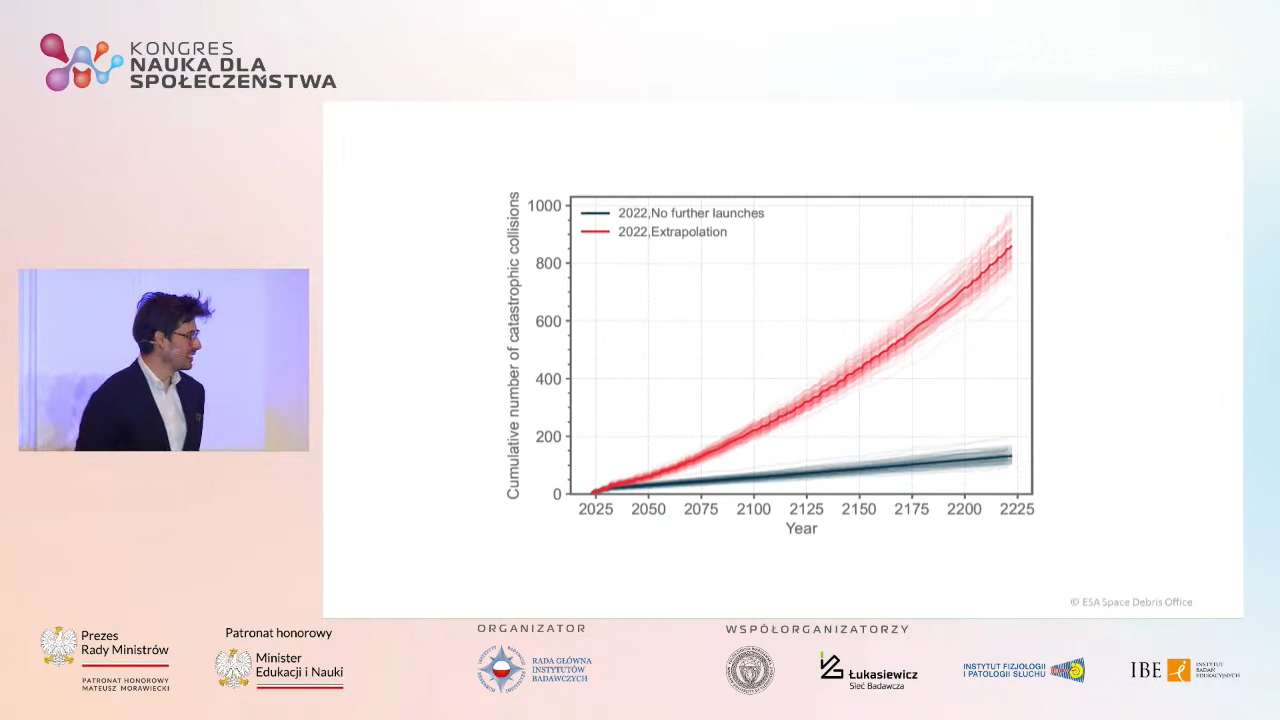 KONGRES
NAUKA DLA
SPOŁECZEŃSTWA
Cumulative number of catastrophic collisions
1000
800
600
400
200
0
2022,No further launches
2022,Extrapolation
2025 2050 2075 2100 2125 2150 2175 2200 2225
Year
© ESA Space Debris Office
Prezes
Rady Ministrów
PATRONAT HONOROWY
MATEUSZ MORAWIECKI
Patronat honorowy
Minister
Edukacji i Nauki
ORGANIZATOR
RADA GŁÓWNA
INSTYTUTÓW
BADAWCZYCH
WSPÓŁORGANIZATORZY
Łukasiewicz
Sieć Badawcza
INSTYTUT FIZJOLOGII
I PATOLOGII SŁUCHU
IBE
INSTYTUT
BADAŃ
EDUKACYJNYCH